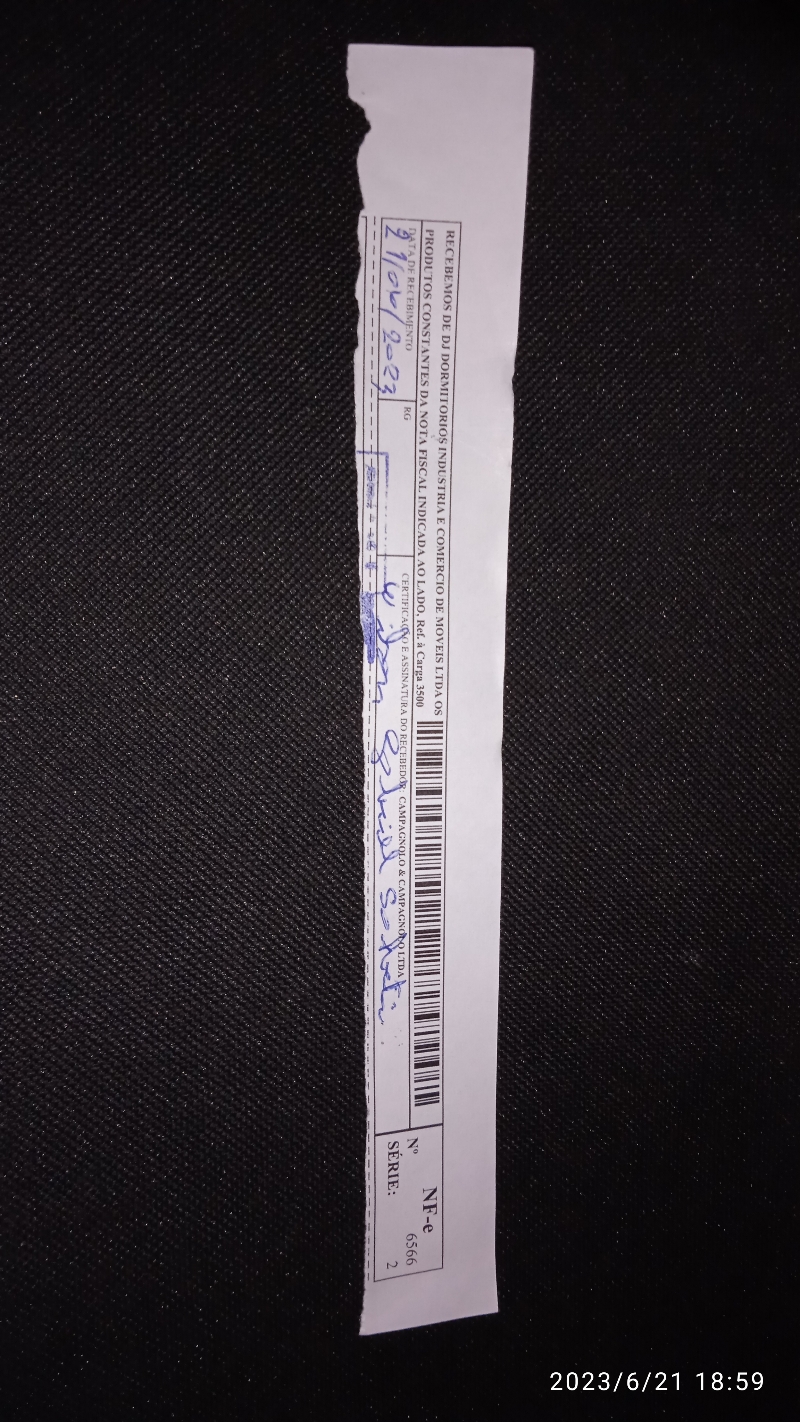 RECEBEMOS DE DJ DORMITORIOS INDUSTRIA E COMERCIO DE MOVEIS LTDA OS
PRODUTOS CONSTANTES DA NOTA FISCAL INDICADA AO LADO, Ref. à Carga 3500
DATA DE RECEBIMENTO
21/06/2023
RG
CERTIFICAÇÃO E ASSINATURA DO RECEBEDOR: CAMPAGNOLO & CAMPAGNOLO LTDA
NF-e
Nº 6566
SÉRIE: 2
2023/6/21 18:59